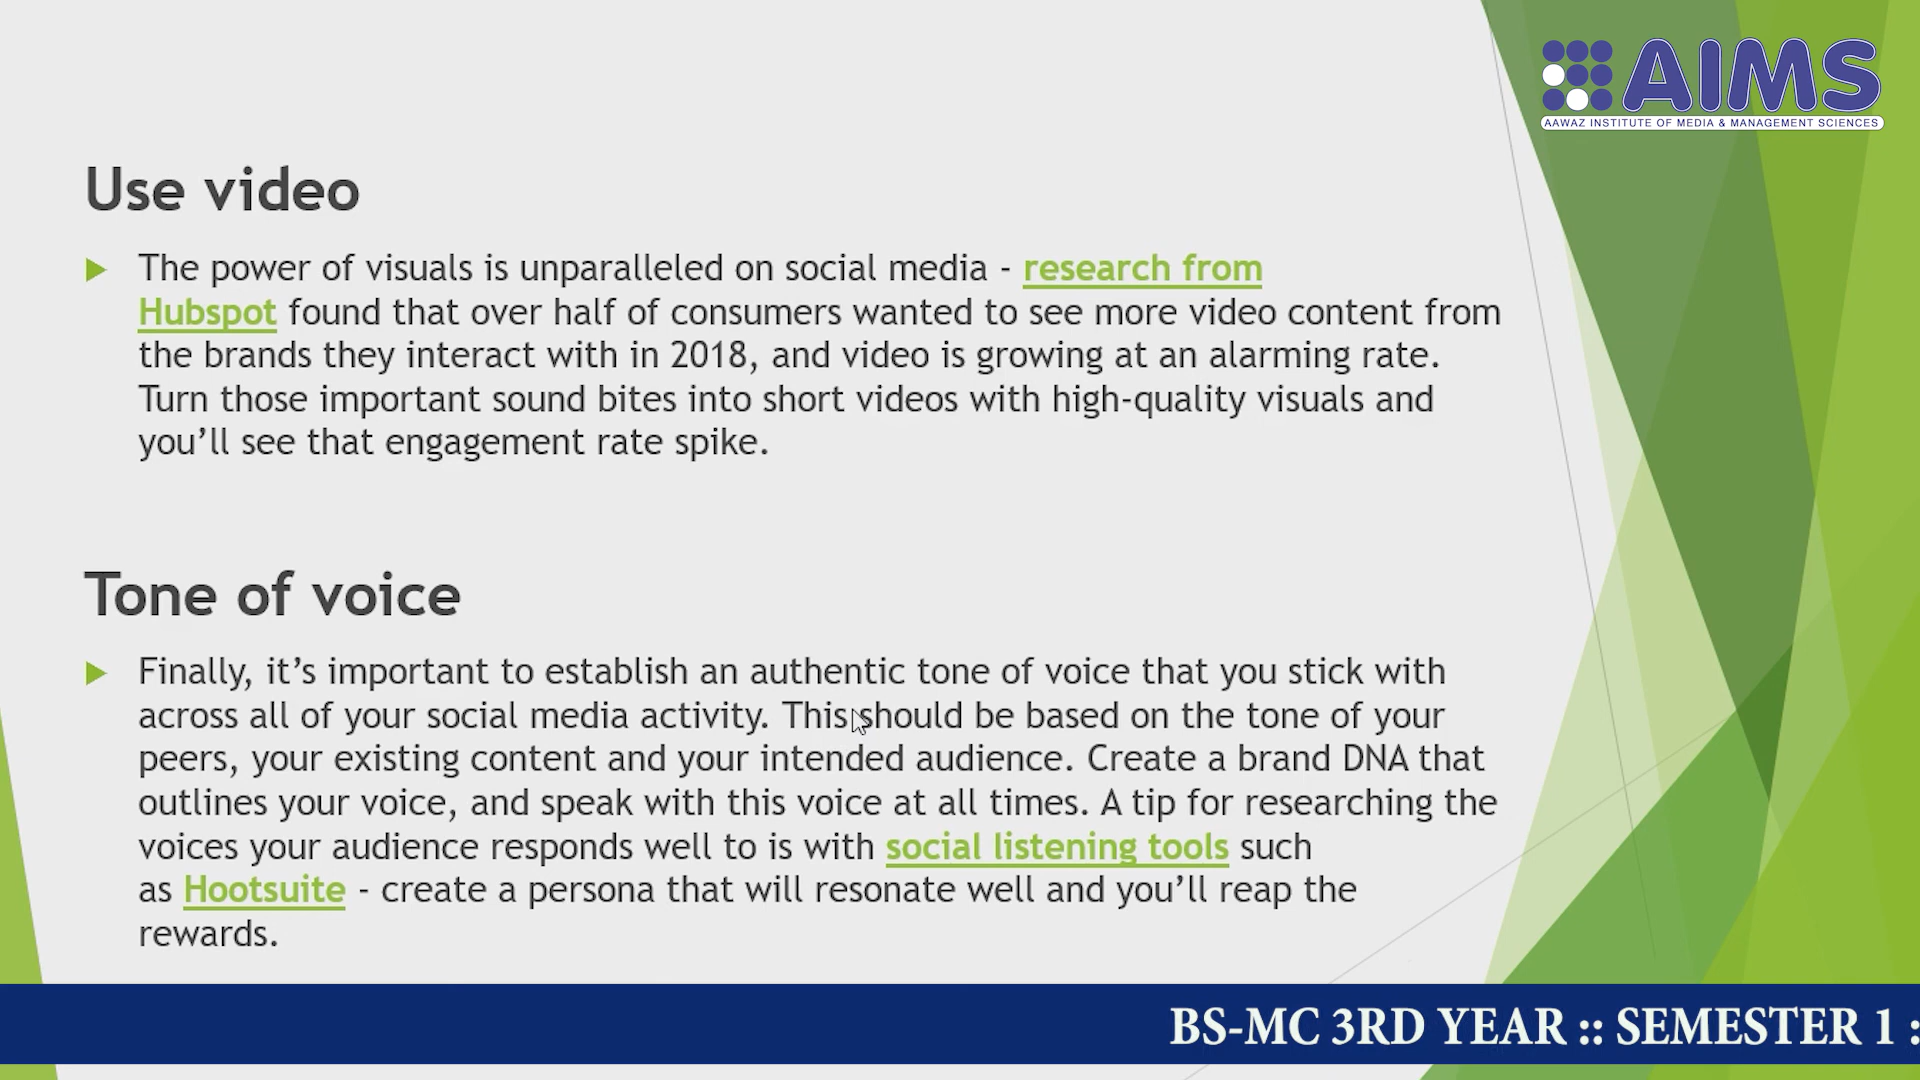 AIMS
AAWAZ INSTITUTE OF MEDIA & MANAGEMENT SCIENCES
Use video
The power of visuals is unparalleled on social media - research from
Hubspot found that over half of consumers wanted to see more video content from
the brands they interact with in 2018, and video is growing at an alarming rate.
Turn those important sound bites into short videos with high-quality visuals and
you’ll see that engagement rate spike.
Tone of voice
Finally, it’s important to establish an authentic tone of voice that you stick with
across all of your social media activity. This should be based on the tone of your
peers, your existing content and your intended audience. Create a brand DNA that
outlines your voice, and speak with this voice at all times. A tip for researching the
voices your audience responds well to is with social listening tools such
as Hootsuite - create a persona that will resonate well and you’ll reap the
rewards.
BS-MC 3RD YEAR :: SEMESTER 1 :